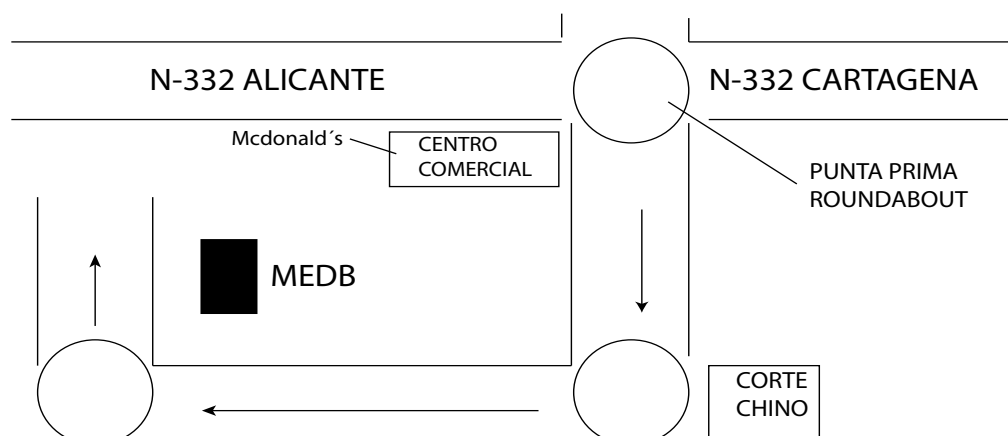 N-332 ALICANTE
N-332 CARTAGENA
Mcdonald´s
CENTRO
COMERCIAL
PUNTA PRIMA
ROUNDABOUT
MEDB
CORTE
CHINO